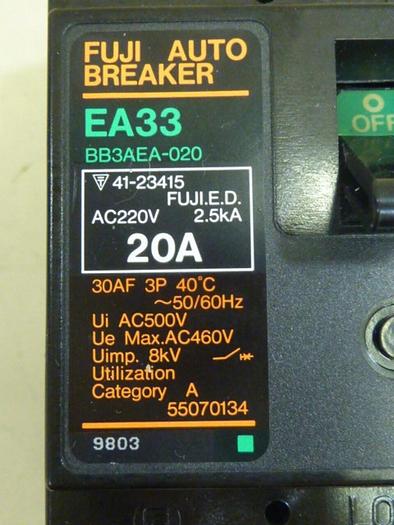 FUJI AUTO
BREAKER
EA33
BB3AEA-020
41-23415
FUJI.E.D.
AC220V 2.5kA
20A
30AF 3P 40°C
~50/60Hz
Ui AC500V
Ue Max.AC460V
Uimp. 8kV
Utilization
Category A
55070134
9803
OFF